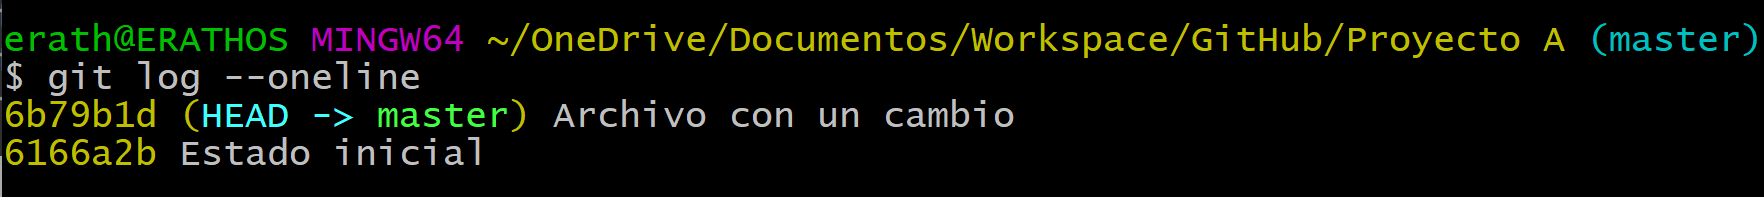 erath@ERATHOS MINGW64 ~/OneDrive/Documentos/Workspace/GitHub/Proyecto A (master)
$ git log --oneline
6b79b1d (HEAD -> master) Archivo con un cambio
6166a2b Estado inicial